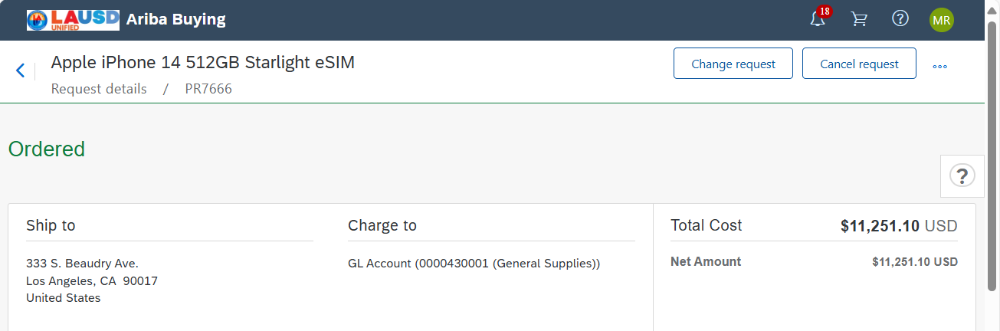 LAUSD UNIFIED Ariba Buying 18 MR
Apple iPhone 14 512GB Starlight eSIM
Change request Cancel request
Request details / PR7666
Ordered
?
Ship to
333 S. Beaudry Ave.
Los Angeles, CA 90017
United States
Charge to
GL Account (0000430001 (General Supplies))
Total Cost $11,251.10 USD
Net Amount $11,251.10 USD